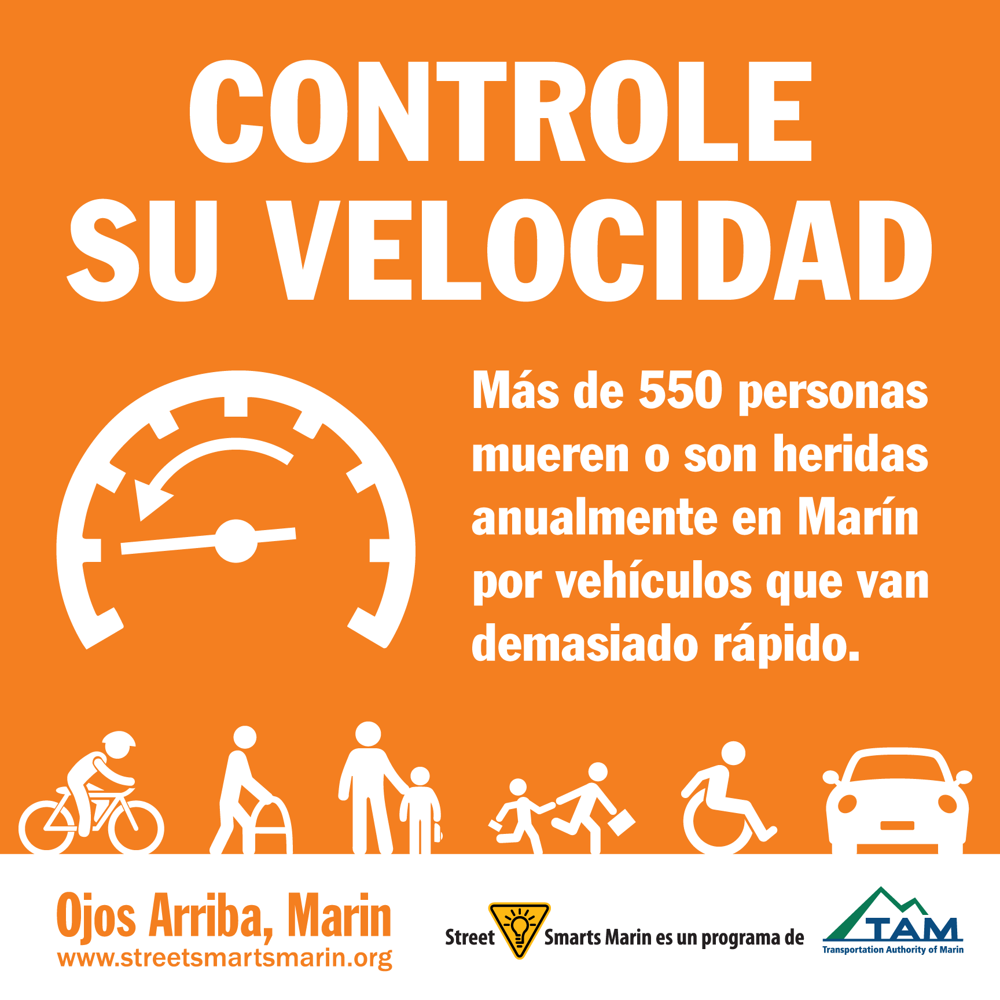 CONTROLE
SU VELOCIDAD
Más de 550 personas
mueren o son heridas
anualmente en Marín
por vehículos que van
demasiado rápido.
Ojos Arriba, Marin
www.streetsmartsmarin.org
Street Smarts Marin es un programa de
TAM
Transportation Authority of Marin